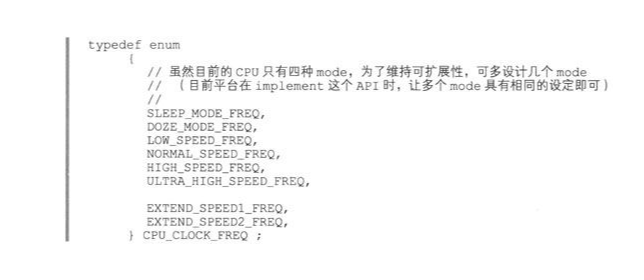 typedef enum
{
// 虽然目前的 CPU 只有四种 mode，为了维持可扩展性，可多设计几个 mode
// （目前平台在 implement 这个 API 时，让多个 mode 具有相同的设定即可）
//
SLEEP_MODE_FREQ,
DOZE_MODE_FREQ,
LOW_SPEED_FREQ,
NORMAL_SPEED_FREQ,
HIGH_SPEED_FREQ,
ULTRA_HIGH_SPEED_FREQ,
EXTEND_SPEED1_FREQ,
EXTEND_SPEED2_FREQ,
} CPU_CLOCK_FREQ ;